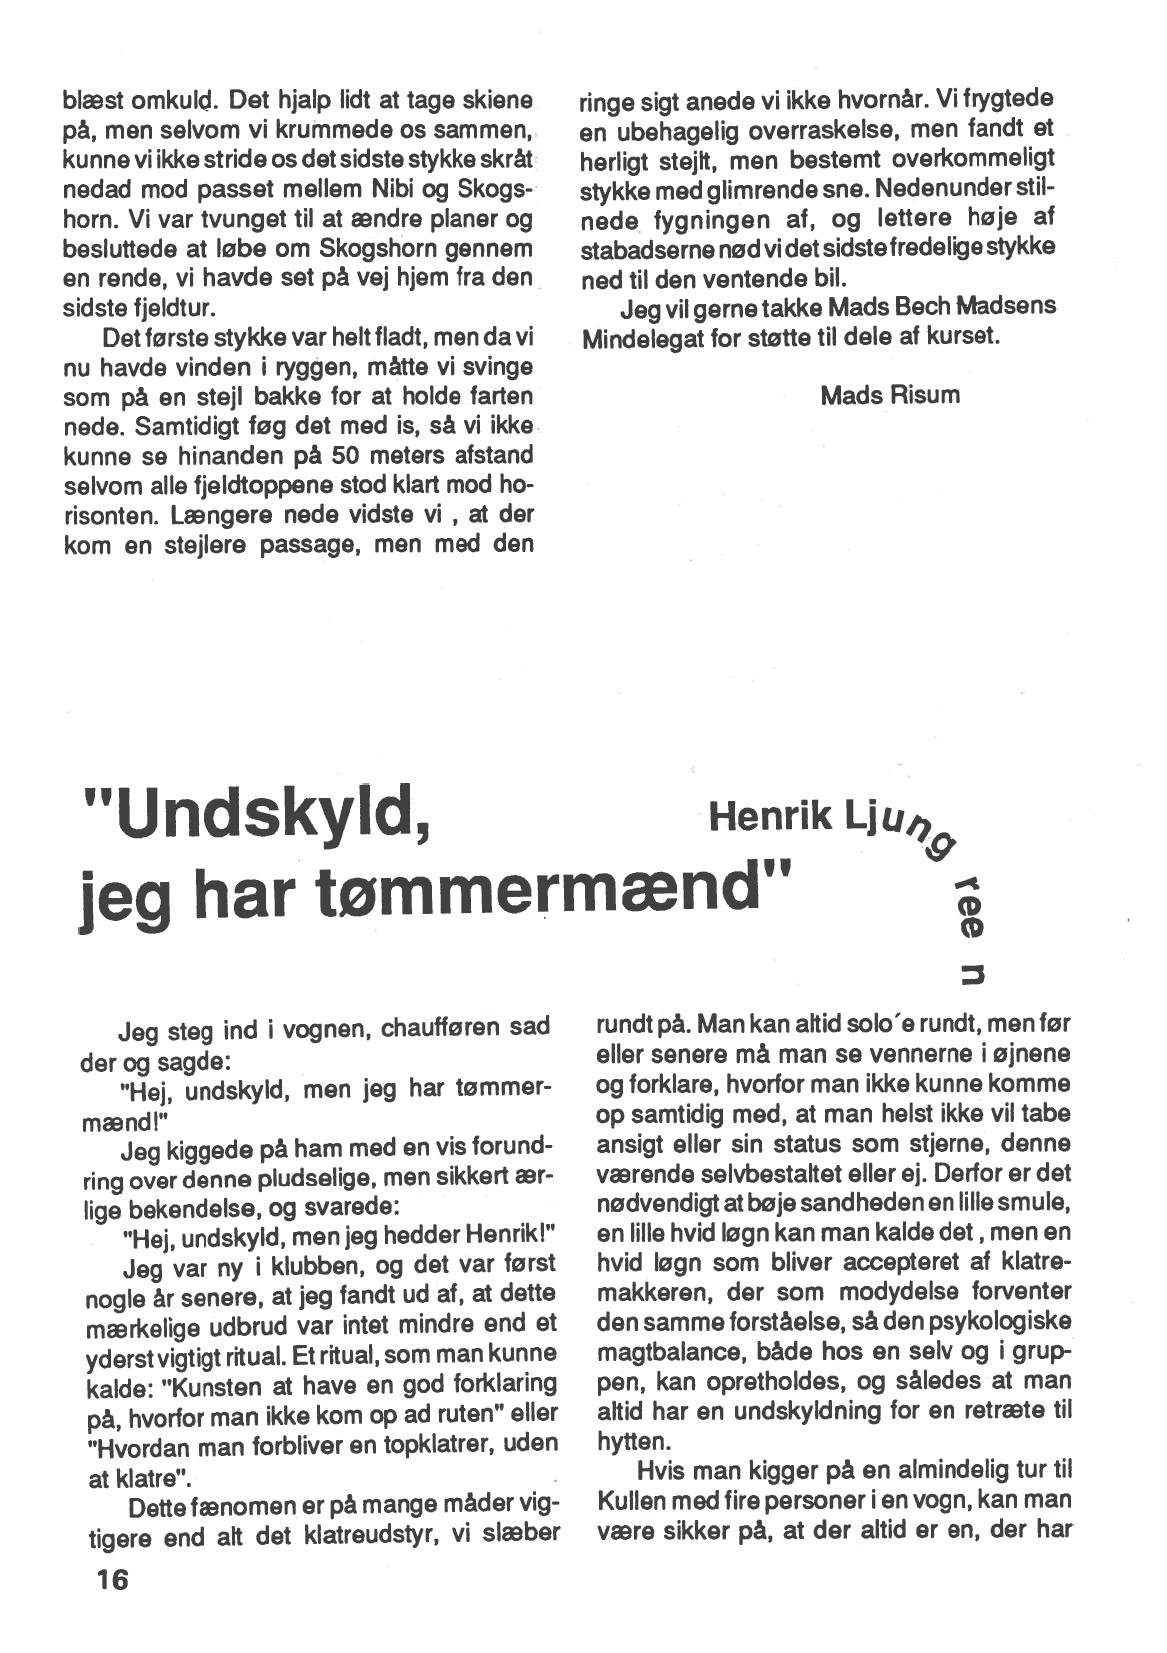 blæst omkuld. Det hjalp lidt at tage skiene
på, men selvom vi krummede os sammen,
kunne vi ikke stride os det sidste stykke skråt
nedad mod passet mellem Nibi og Skogs-
horn. Vi var tvunget til at ændre planer og
besluttede at løbe om Skogshorn gennem
en rende, vi havde set på vej hjem fra den
sidste fjeldtur.
Det første stykke var helt fladt, men da vi
nu havde vinden i ryggen, måtte vi svinge
som på en stejl bakke for at holde farten
nede. Samtidigt føg det med is, så vi ikke
kunne se hinanden på 50 meters afstand
selvom alle fjeldtoppene stod klart mod ho-
risonten. Længere nede vidste vi , at der
kom en stejlere passage, men med den
ringe sigt anede vi ikke hvornår. Vi frygtede
en ubehagelig overraskelse, men fandt et
herligt stejlt, men bestemt overkommeligt
stykke med glimrende sne. Nedenunder stil-
nede fygningen af, og lettere høje af
stabadserne nød vi det sidste fredelige stykke
ned til den ventende bil.
Jeg vil gerne takke Mads Bech Madsens
Mindelegat for støtte til dele af kurset.
Mads Risum
"Undskyld,
jeg har tømmermænd"
Henrik Ljungreen
Jeg steg ind i vognen, chaufføren sad
der og sagde:
"Hej, undskyld, men jeg har tømmer-
mænd!"
Jeg kiggede på ham med en vis forund-
ring over denne pludselige, men sikkert ær-
lige bekendelse, og svarede:
"Hej, undskyld, men jeg hedder Henrik!"
Jeg var ny i klubben, og det var først
nogle år senere, at jeg fandt ud af, at dette
mærkelige udbrud var intet mindre end et
yderst vigtigt ritual. Et ritual, som man kunne
kalde: "Kunsten at have en god forklaring
på, hvorfor man ikke kom op ad ruten" eller
"Hvordan man forbliver en topklatrer, uden
at klatre".
Dette fænomen er på mange måder vig-
tigere end alt det klatreudstyr, vi slæber
rundt på. Man kan altid solo´e rundt, men før
eller senere må man se vennerne i øjnene
og forklare, hvorfor man ikke kunne komme
op samtidig med, at man helst ikke vil tabe
ansigt eller sin status som stjerne, denne
værende selvbestaltet eller ej. Derfor er det
nødvendigt at bøje sandheden en lille smule,
en lille hvid løgn kan man kalde det , men en
hvid løgn som bliver accepteret af klatre-
makkeren, der som modydelse forventer
den samme forståelse, så den psykologiske
magtbalance, både hos en selv og i grup-
pen, kan opretholdes, og således at man
altid har en undskyldning for en retræte til
hytten.
Hvis man kigger på en almindelig tur til
Kullen med fire personer i en vogn, kan man
være sikker på, at der altid er en, der har
16